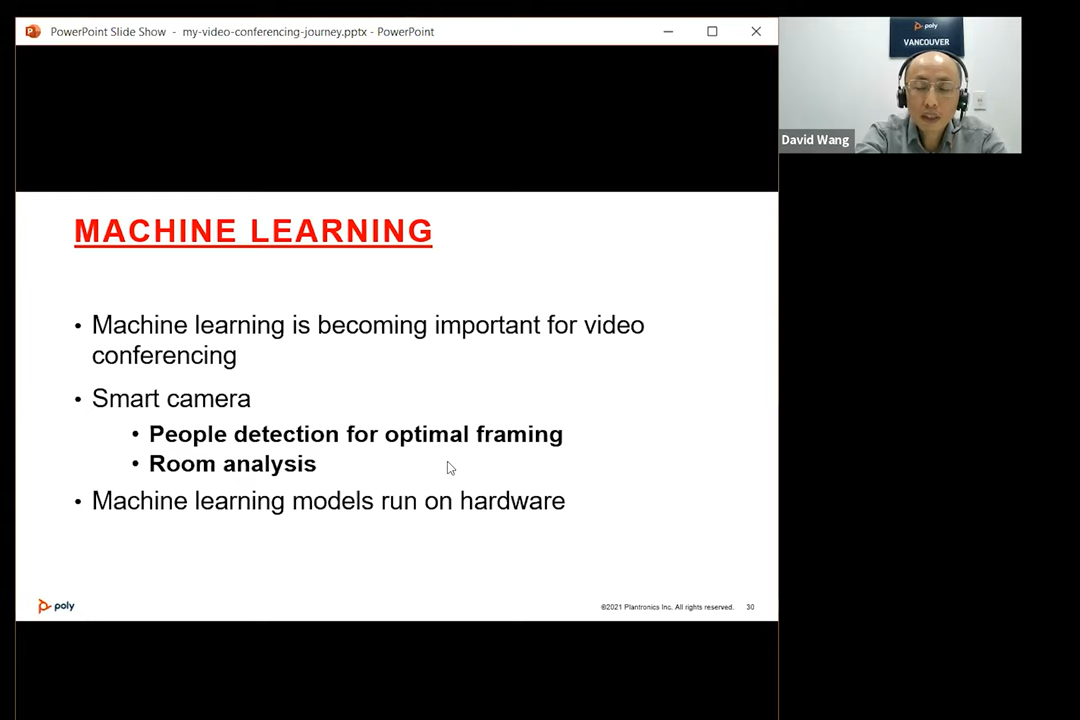 PowerPoint Slide Show - my-video-conferencing-journey.pptx - PowerPoint
poly
VANCOUVER
David Wang
MACHINE LEARNING
• Machine learning is becoming important for video
conferencing
• Smart camera
• People detection for optimal framing
• Room analysis
• Machine learning models run on hardware
poly
©2021 Plantronics Inc. All rights reserved. 30